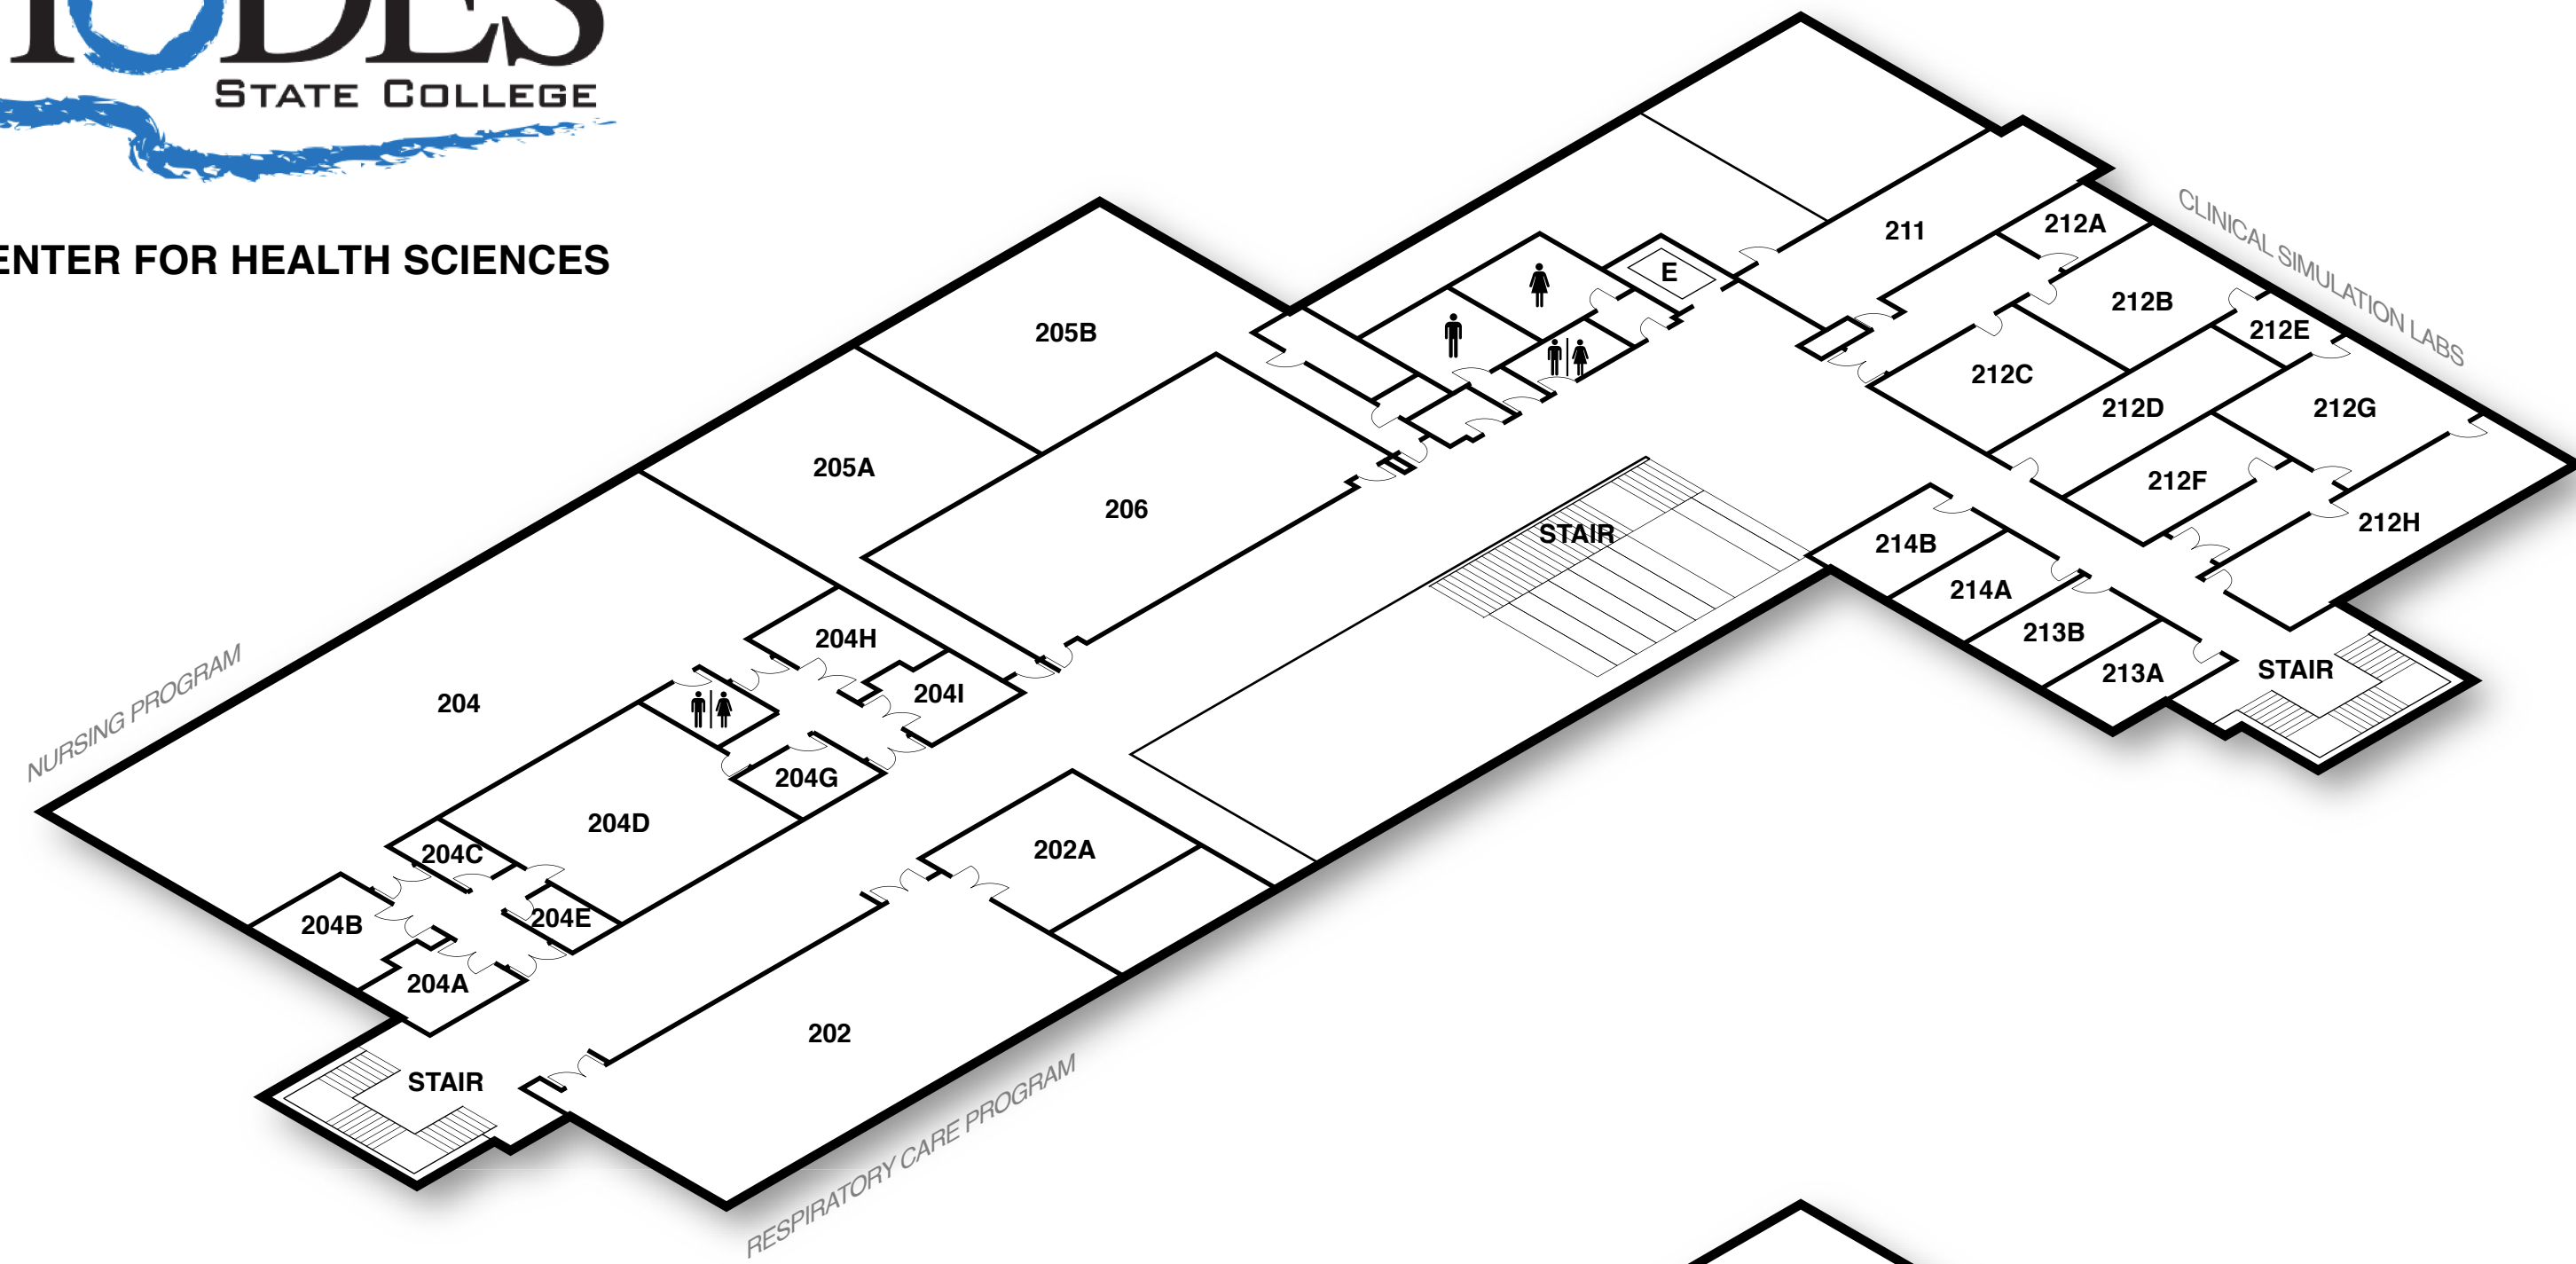 STATE COLLEGE
CENTER FOR HEALTH SCIENCES
CLINICAL SIMULATION LABS
NURSING PROGRAM
RESPIRATORY CARE PROGRAM
211
212A
E
212B
212E
205B
212C
212D
212G
205A
212F
206
212H
STAIR
214B
214A
213B
204H
STAIR
213A
204I
204
204G
204D
202A
204C
204E
204B
204A
202
STAIR